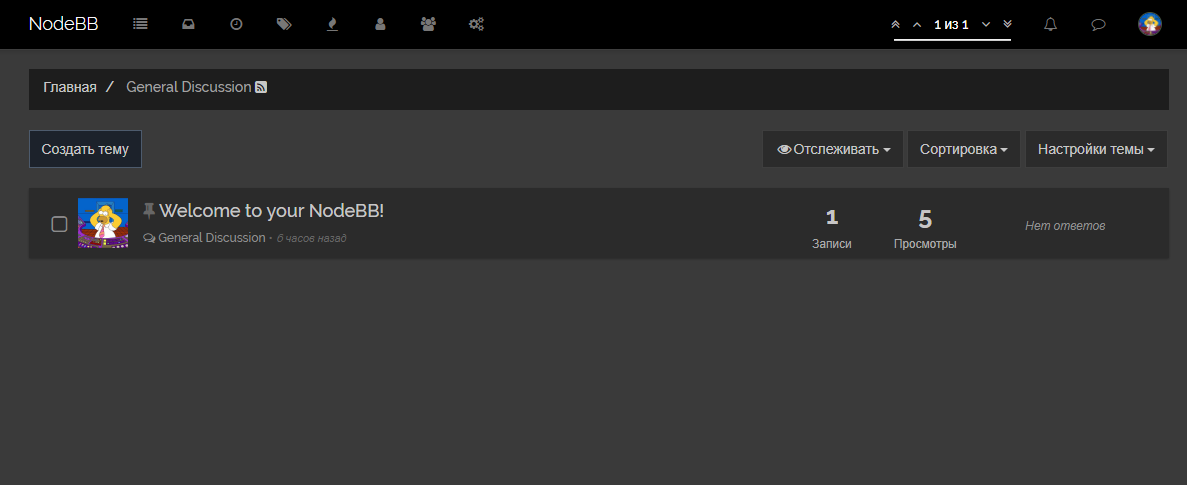 NodeBB 1 из 1
Главная / General Discussion
Создать тему Отслеживать Сортировка Настройки темы
Welcome to your NodeBB! 1 5
General Discussion • 6 часов назад Записи Просмотры Нет ответов